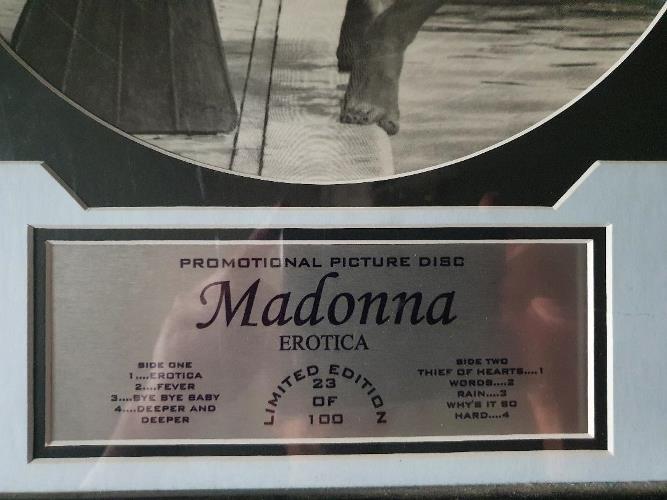 PROMOTIONAL PICTURE DISC
Madonna
EROTICA
SIDE ONE
1....EROTICA
2....FEVER
3....BYE BYE BABY
4....DEEPER AND
DEEPER
LIMITED EDITION
23
OF
100
SIDE TWO
THIEF OF HEARTS....1
WORDS....2
RAIN....3
WHY'S IT SO
HARD....4